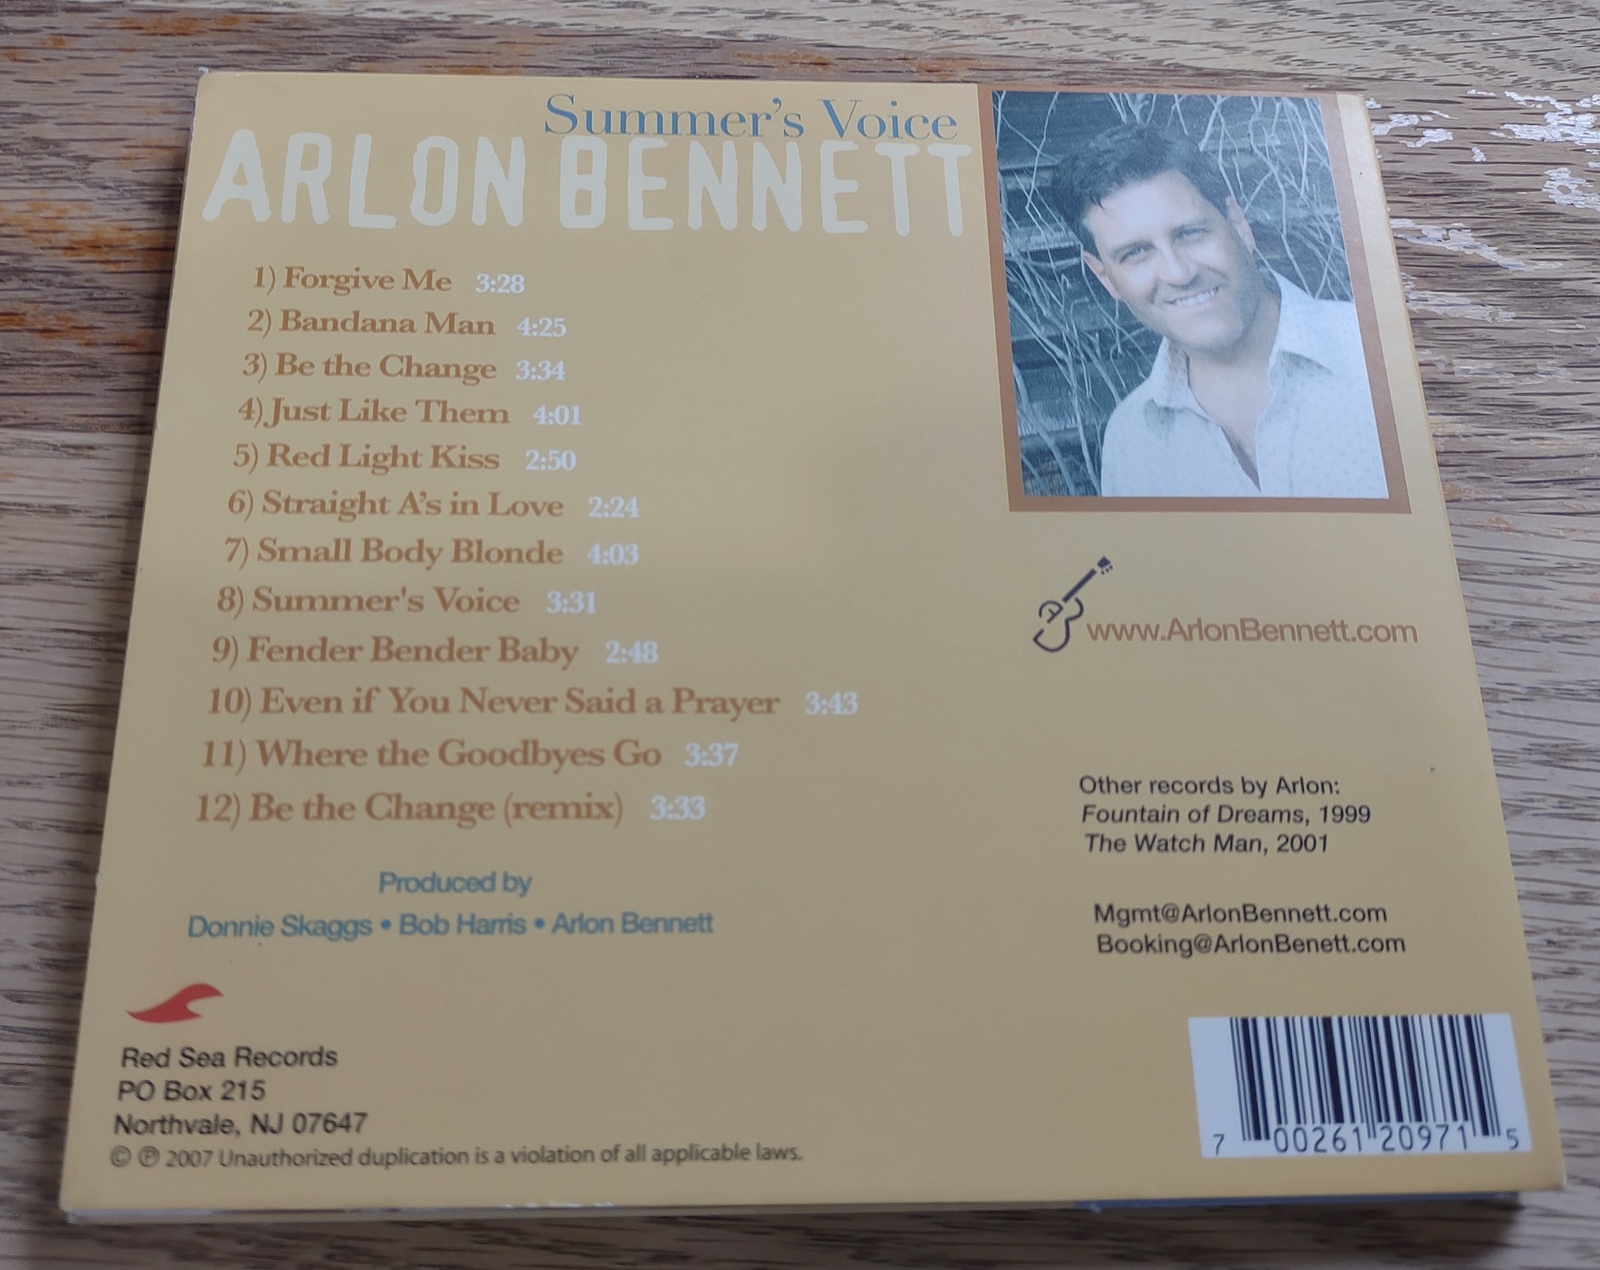 Summer's Voice
ARLON BENNETT
1) Forgive Me 3:28
2) Bandana Man 4:25
3) Be the Change 3:34
4) Just Like Them 4:01
5) Red Light Kiss 2:50
6) Straight A's in Love 2:24
7) Small Body Blonde 4:03
8) Summer's Voice 3:31
9) Fender Bender Baby 2:48
10) Even if You Never Said a Prayer 3:43
11) Where the Goodbyes Go 3:37
12) Be the Change (remix) 3:33
Produced by
Donnie Skaggs • Bob Harris • Arlon Bennett
Red Sea Records
PO Box 215
Northvale, NJ 07647
© ℗ 2007 Unauthorized duplication is a violation of all applicable laws.
www.ArlonBennett.com
Other records by Arlon:
Fountain of Dreams, 1999
The Watch Man, 2001
Mgmt@ArlonBennett.com
Booking@ArlonBenett.com
7 00261 20971 5